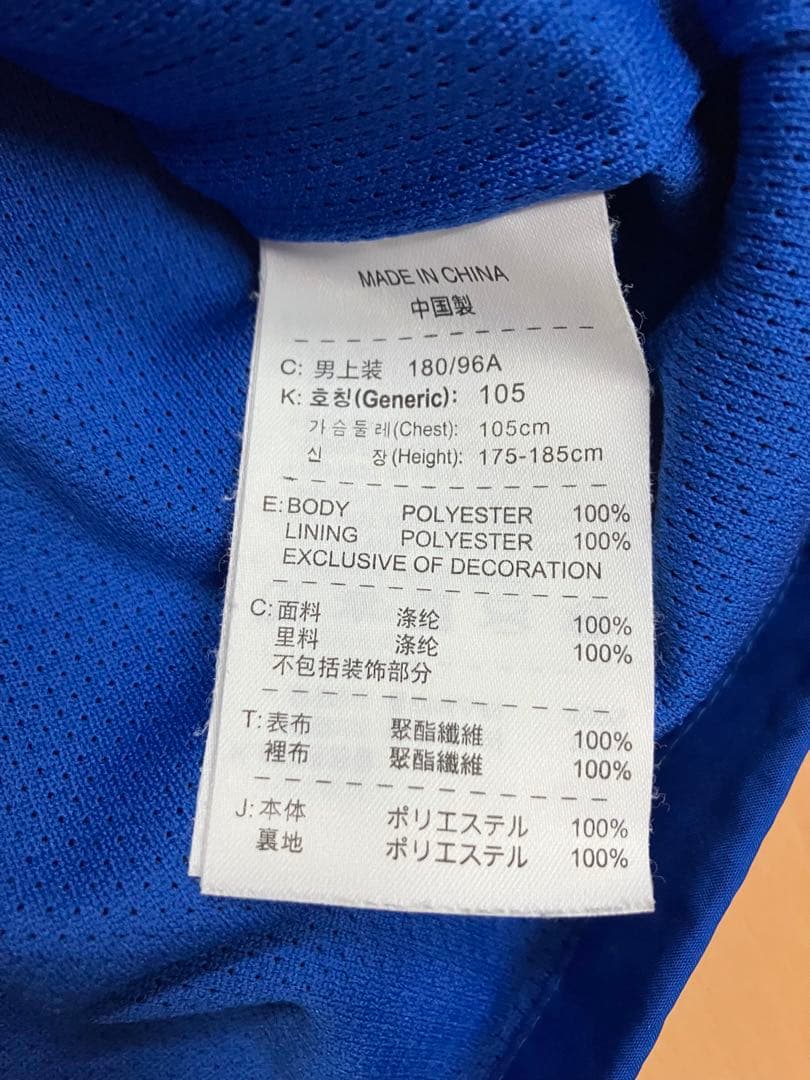 MADE IN CHINA
中国製
C: 男上装 180/96A
K: 호칭(Generic): 105
가슴둘레(Chest): 105cm
신 장(Height): 175-185cm
E: BODY POLYESTER 100%
LINING POLYESTER 100%
EXCLUSIVE OF DECORATION
C: 面料 涤纶 100%
里料 涤纶 100%
不包括装饰部分
T: 表布 聚酯纖維 100%
裡布 聚酯纖維 100%
J: 本体 ポリエステル 100%
裏地 ポリエステル 100%